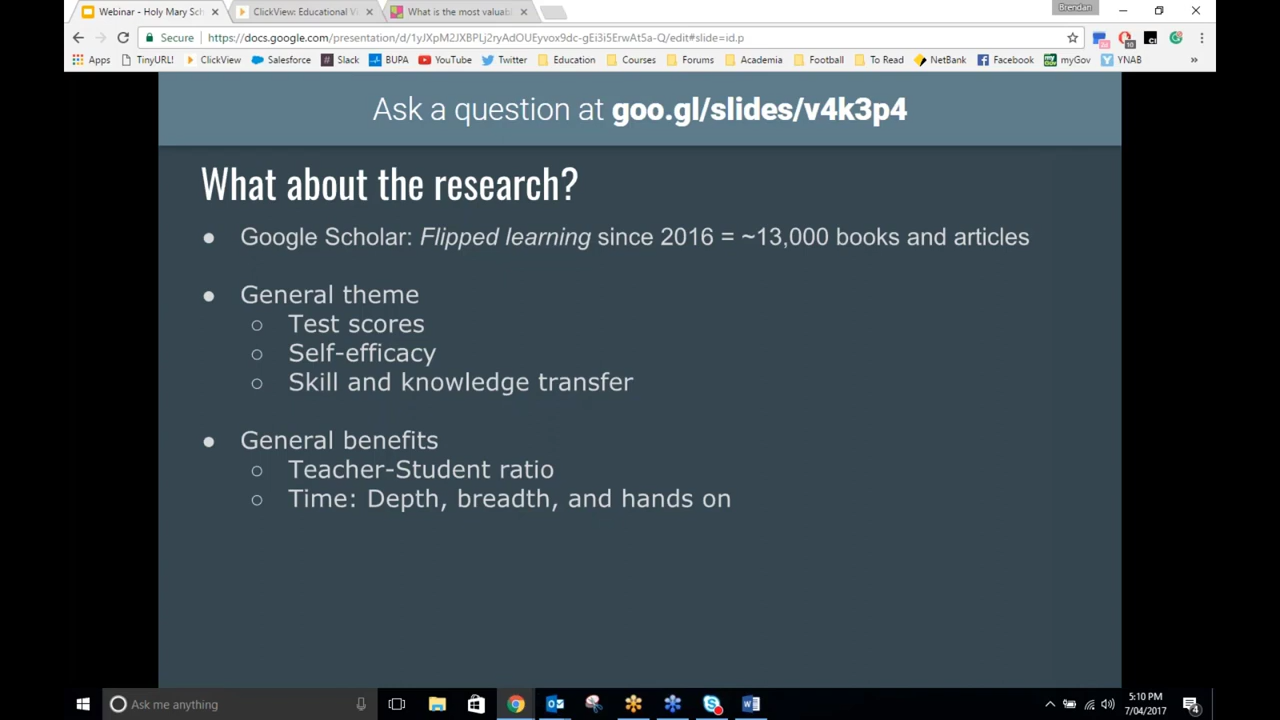 Webinar - Holy Mary Sch
ClickView: Educational Vi
What is the most valuabl
Brendan
Secure
https://docs.google.com/presentation/d/1yJXpM2JXBPLj2ryAdOUEyvox9dc-gEi3i5ErwAt5a-Q/edit#slide=id.p
Apps TinyURL! ClickView Salesforce Slack BUPA YouTube Twitter Education Courses Forums Academia Football To Read NetBank Facebook myGov YNAB »
Ask a question at goo.gl/slides/v4k3p4
What about the research?
● Google Scholar: Flipped learning since 2016 = ~13,000 books and articles
● General theme
○ Test scores
○ Self-efficacy
○ Skill and knowledge transfer
● General benefits
○ Teacher-Student ratio
○ Time: Depth, breadth, and hands on
Ask me anything
5:10 PM
7/04/2017
4